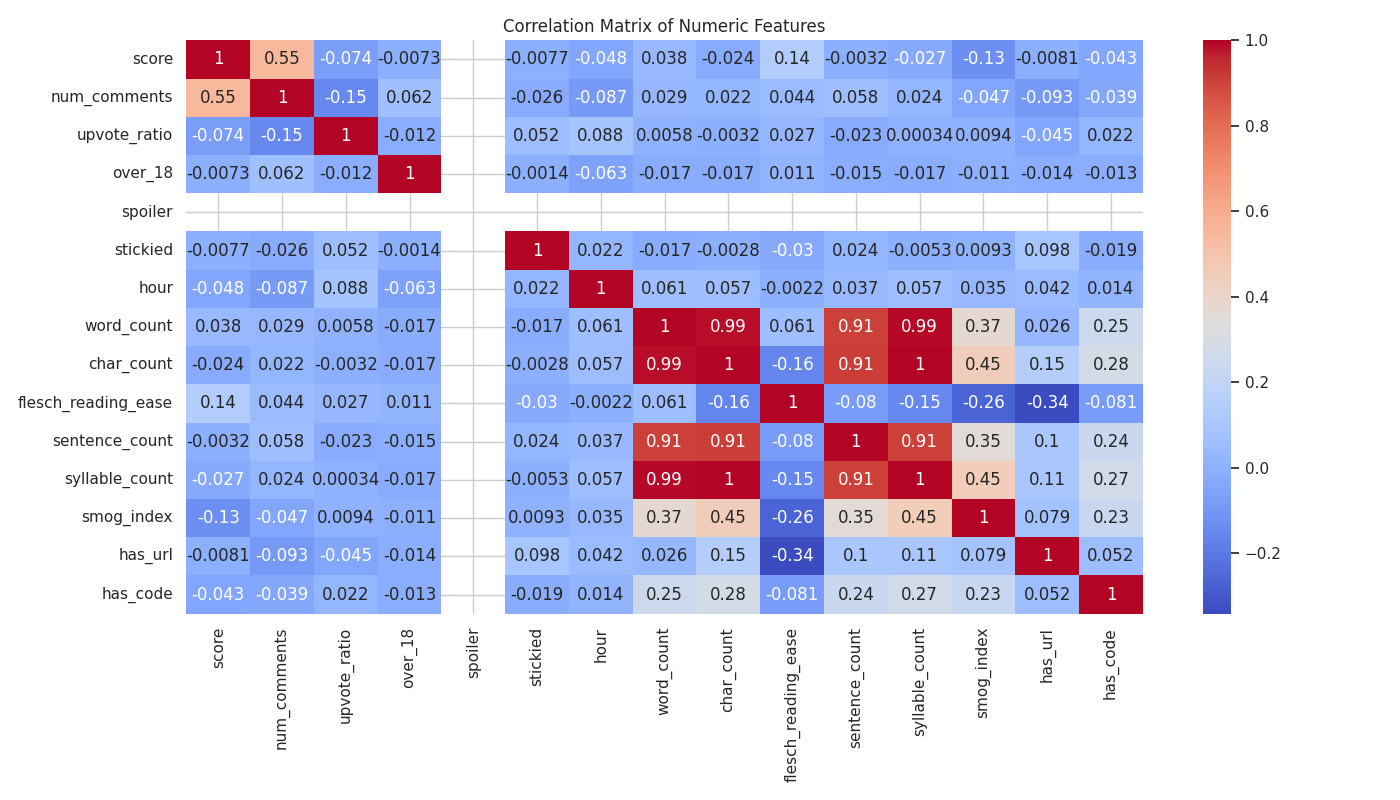 Correlation Matrix of Numeric Features
score 1 0.55 -0.074 -0.0073 -0.0077 -0.048 0.038 -0.024 0.14 -0.0032 -0.027 -0.13 -0.0081 -0.043
num_comments 0.55 1 -0.15 0.062 -0.026 -0.087 0.029 0.022 0.044 0.058 0.024 -0.047 -0.093 -0.039
upvote_ratio -0.074 -0.15 1 -0.012 0.052 0.088 0.0058 -0.0032 0.027 -0.023 0.00034 0.0094 -0.045 0.022
over_18 -0.0073 0.062 -0.012 1 -0.0014 -0.063 -0.017 -0.017 0.011 -0.015 -0.017 -0.011 -0.014 -0.013
spoiler
stickied -0.0077 -0.026 0.052 -0.0014 1 0.022 -0.017 -0.0028 -0.03 0.024 -0.0053 0.0093 0.098 -0.019
hour -0.048 -0.087 0.088 -0.063 0.022 1 0.061 0.057 -0.0022 0.037 0.057 0.035 0.042 0.014
word_count 0.038 0.029 0.0058 -0.017 -0.017 0.061 1 0.99 0.061 0.91 0.99 0.37 0.026 0.25
char_count -0.024 0.022 -0.0032 -0.017 -0.0028 0.057 0.99 1 -0.16 0.91 1 0.45 0.15 0.28
flesch_reading_ease 0.14 0.044 0.027 0.011 -0.03 -0.0022 0.061 -0.16 1 -0.08 -0.15 -0.26 -0.34 -0.081
sentence_count -0.0032 0.058 -0.023 -0.015 0.024 0.037 0.91 0.91 -0.08 1 0.91 0.35 0.1 0.24
syllable_count -0.027 0.024 0.00034 -0.017 -0.0053 0.057 0.99 1 -0.15 0.91 1 0.45 0.11 0.27
smog_index -0.13 -0.047 0.0094 -0.011 0.0093 0.035 0.37 0.45 -0.26 0.35 0.45 1 0.079 0.23
has_url -0.0081 -0.093 -0.045 -0.014 0.098 0.042 0.026 0.15 -0.34 0.1 0.11 0.079 1 0.052
has_code -0.043 -0.039 0.022 -0.013 -0.019 0.014 0.25 0.28 -0.081 0.24 0.27 0.23 0.052 1
score num_comments upvote_ratio over_18 spoiler stickied hour word_count char_count flesch_reading_ease sentence_count syllable_count smog_index has_url has_code
1.0
0.8
0.6
0.4
0.2
0.0
−0.2